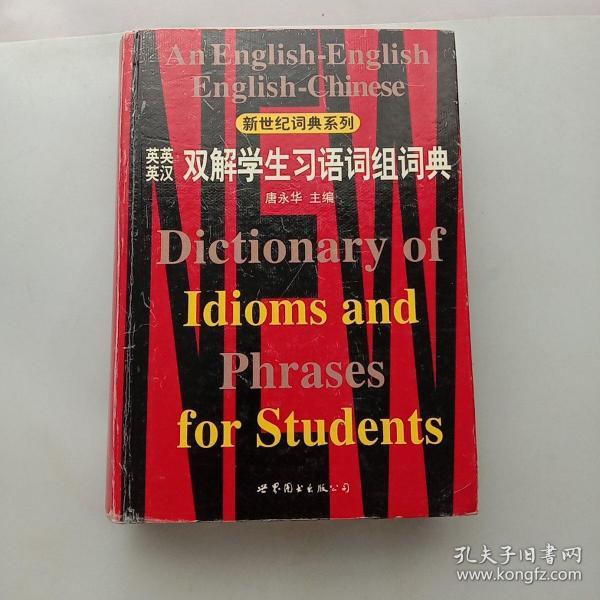 An English-English
English-Chinese
新世纪词典系列
英英
英汉
双解学生习语词组词典
唐永华 主编
Dictionary of
Idioms and
Phrases
for Students
世界图书出版公司
孔夫子旧书网
www.kongfz.com